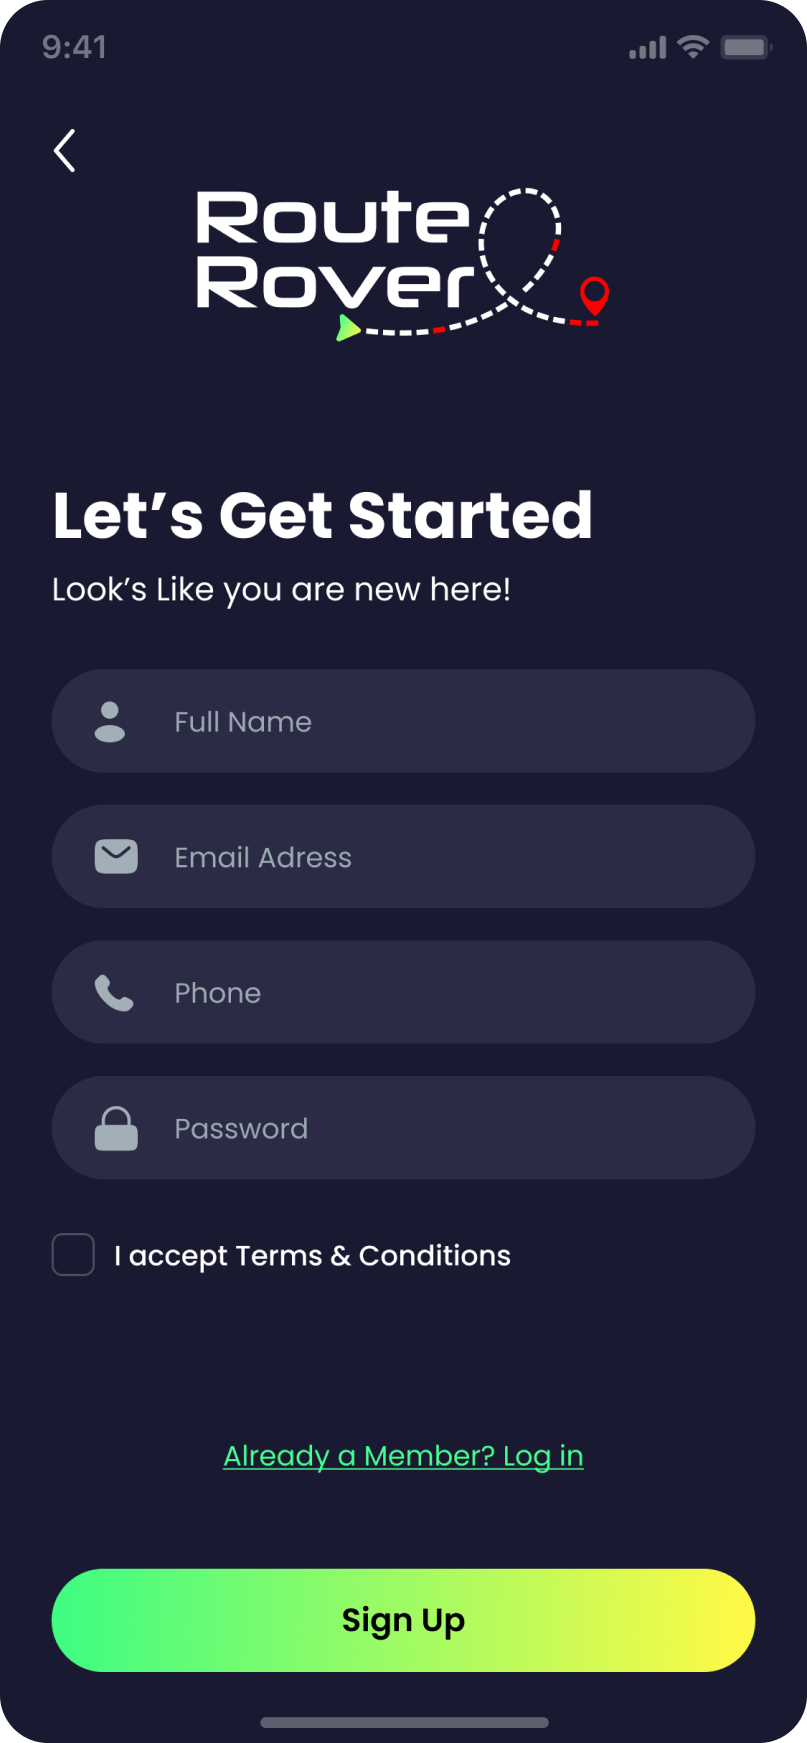 9:41
Route
Rover
Let’s Get Started
Look’s Like you are new here!
Full Name
Email Adress
Phone
Password
I accept Terms & Conditions
Already a Member? Log in
Sign Up